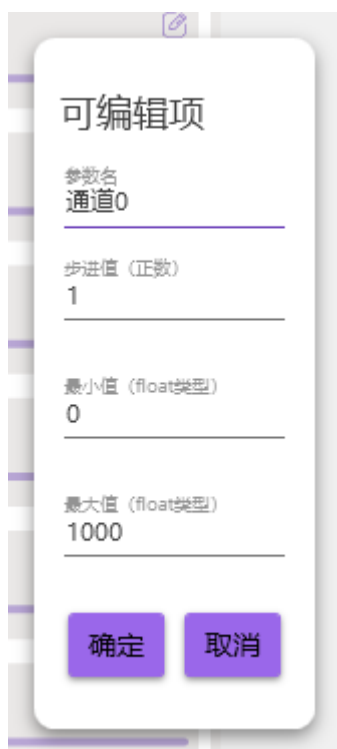 可编辑项
参数名
通道0
步进值（正数）
1
最小值（float类型）
0
最大值（float类型）
1000
确定 取消